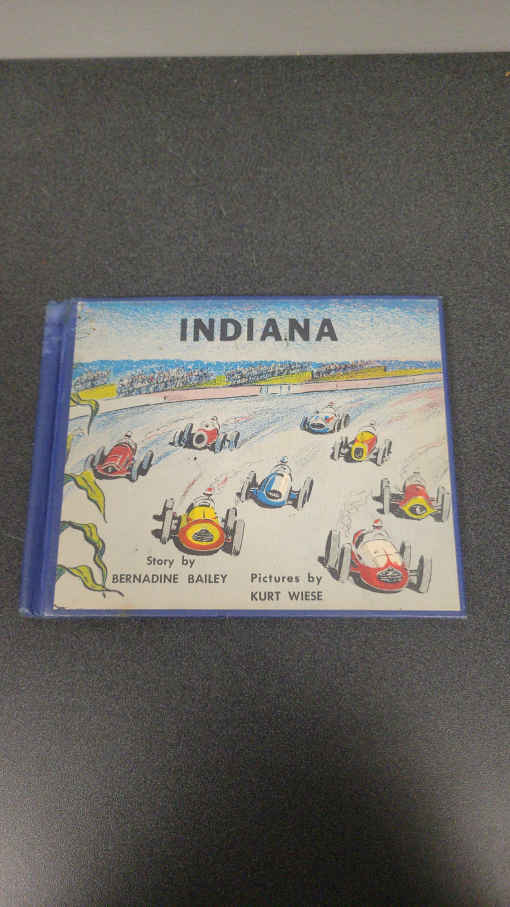 INDIANA
Story by
BERNADINE BAILEY
Pictures by
KURT WIESE